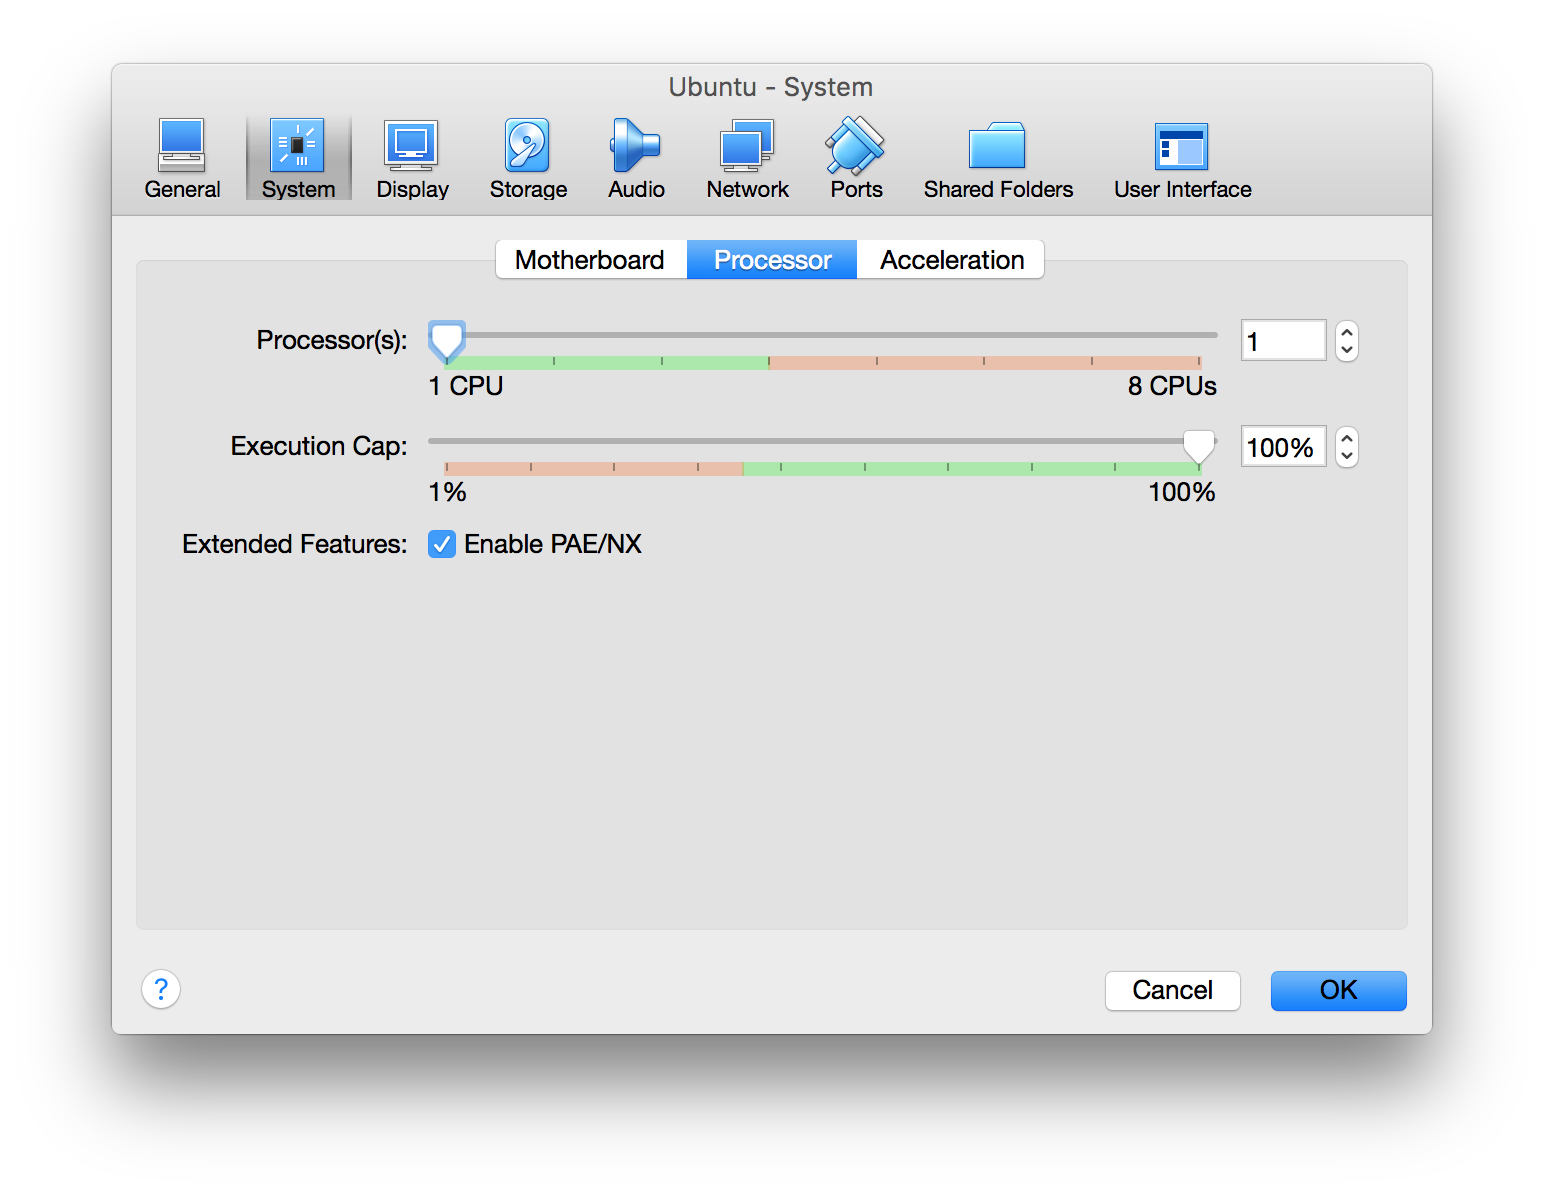 Ubuntu - System
General System Display Storage Audio Network Ports Shared Folders User Interface
Motherboard Processor Acceleration
Processor(s): 1
1 CPU 8 CPUs
Execution Cap: 100%
1% 100%
Extended Features: Enable PAE/NX
? Cancel OK